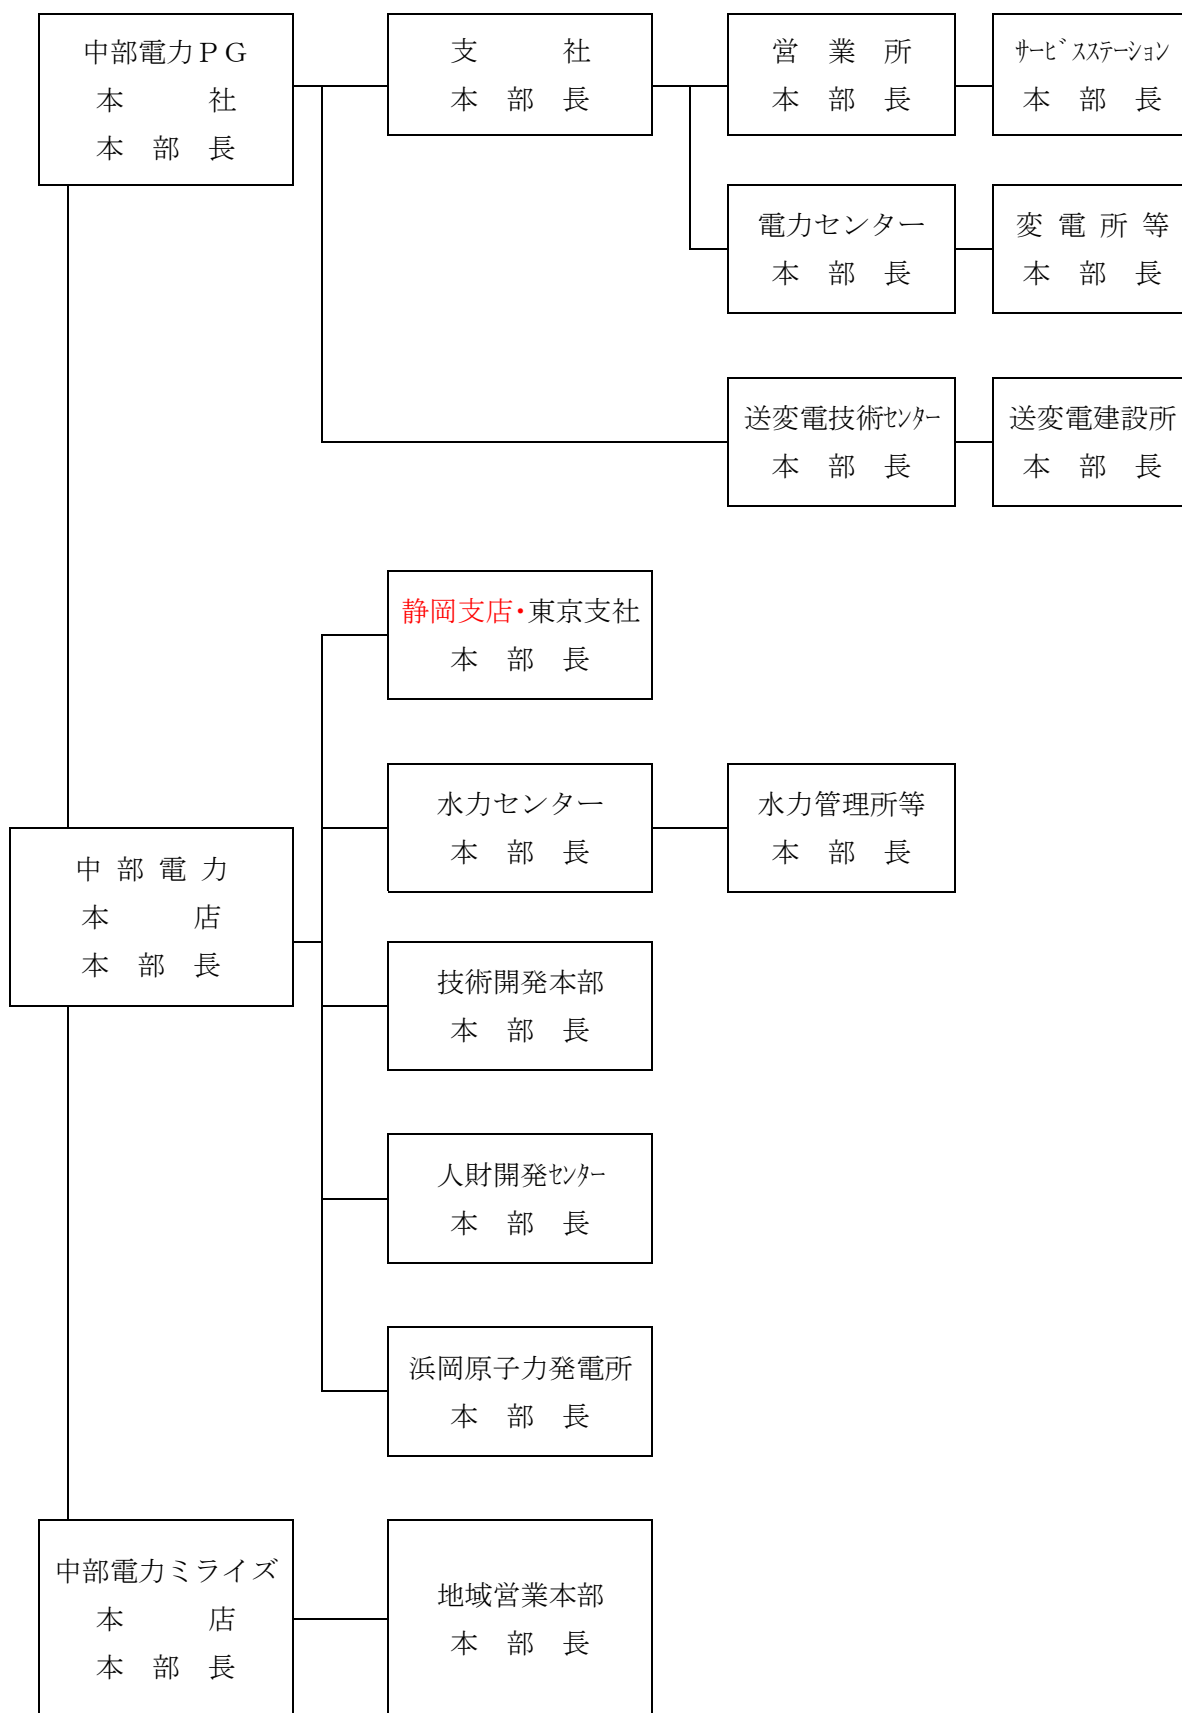 中部電力ＰＧ
本　　　社
本　部　長
支　　　社
本　部　長
営　業　所
本　部　長
ｻｰﾋﾞｽｽﾃｰｼｮﾝ
本　部　長
電力センター
本　部　長
変 電 所 等
本　部　長
送変電技術ｾﾝﾀｰ
本　部　長
送変電建設所
本　部　長
静岡支店・東京支社
本　部　長
水力センター
本　部　長
水力管理所等
本　部　長
中 部 電 力
本　　　店
本　部　長
技術開発本部
本　部　長
人財開発ｾﾝﾀｰ
本　部　長
浜岡原子力発電所
本　部　長
中部電力ミライズ
本　　　店
本　部　長
地域営業本部
本　部　長